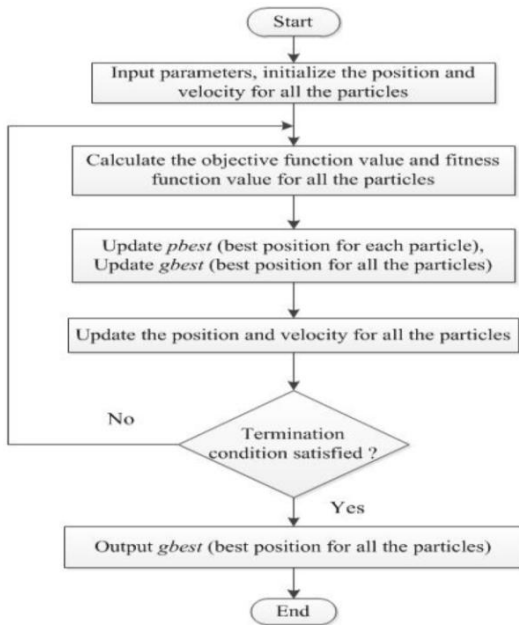 Start
Input parameters, initialize the position and
velocity for all the particles
Calculate the objective function value and fitness
function value for all the particles
Update pbest (best position for each particle),
Update gbest (best position for all the particles)
Update the position and velocity for all the particles
No
Termination
condition satisfied ?
Yes
Output gbest (best position for all the particles)
End